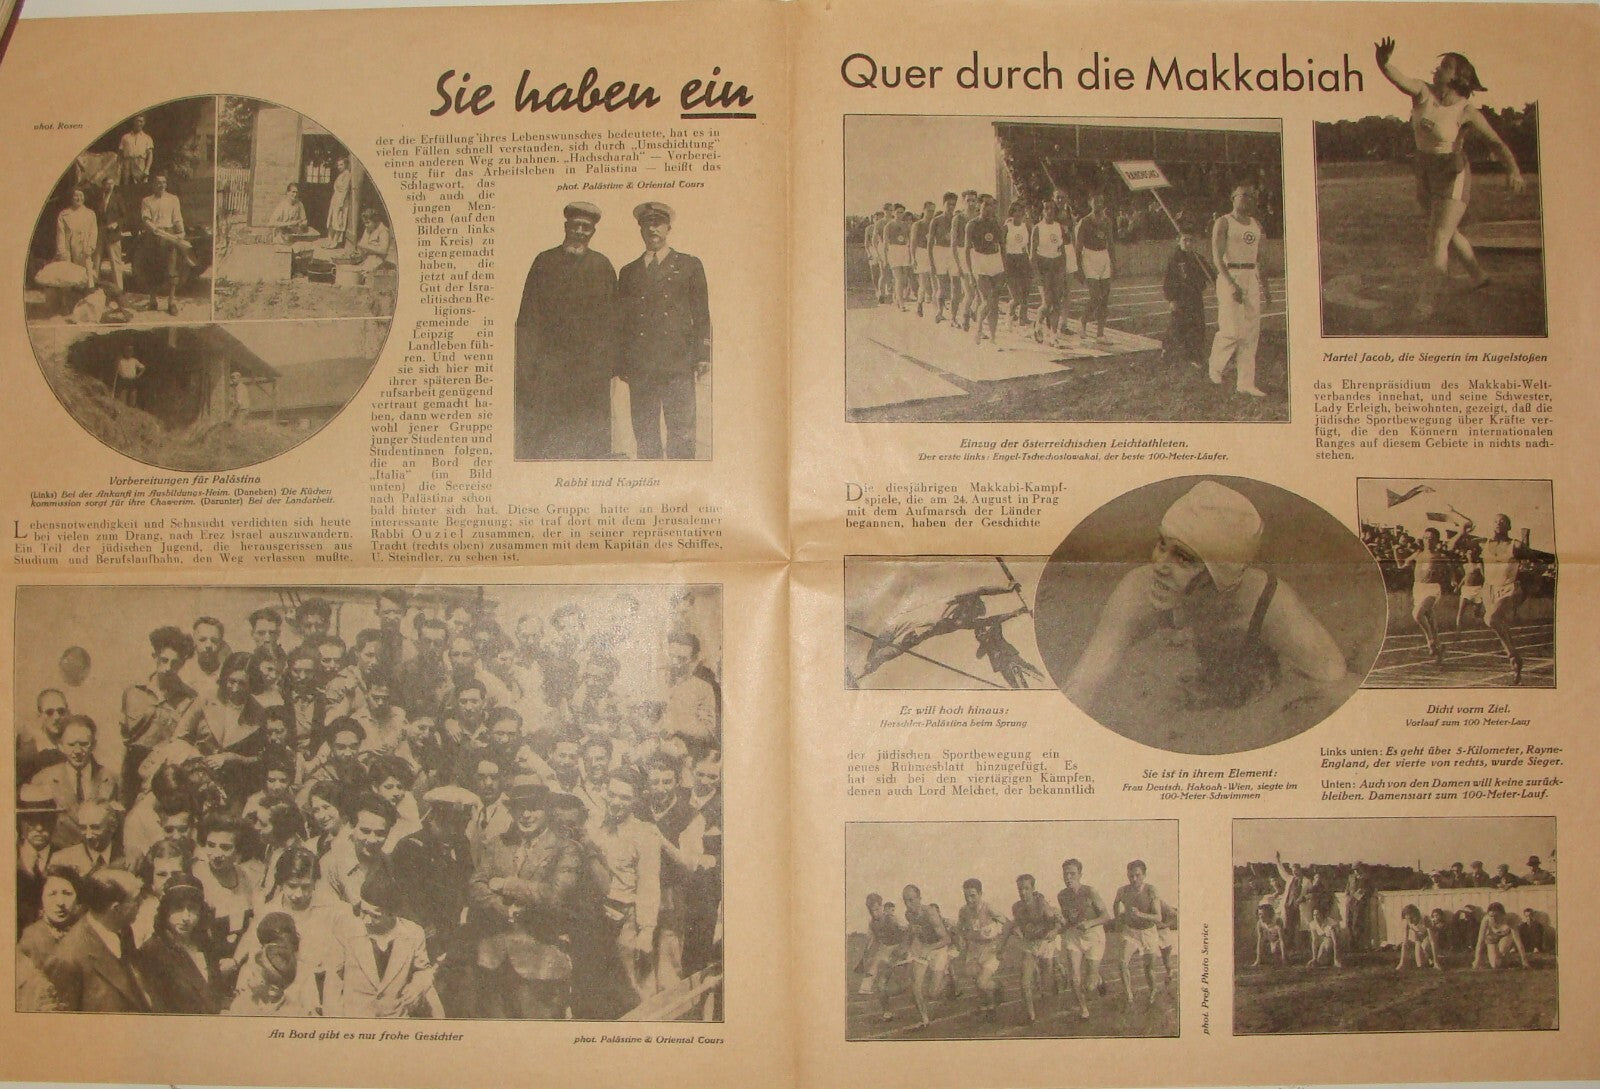 Sie haben ein
phot. Rosen
Vorbereitungen für Palästina
(Links) Bei der Ankunft im Ausbildungs-Heim. (Daneben) Die Küchen
kommission sorgt für ihre Chawerim. (Darunter) Bei der Landarbeit.
Lebensnotwendigkeit und Sehnsucht verdichten sich heute
bei vielen zum Drang, nach Erez Israel auszuwandern.
Ein Teil der jüdischen Jugend, die herausgerissen aus
Studium und Berufslaufbahn, den Weg verlassen mußte,
der die Erfüllung ihres Lebenswunsches bedeutete, hat es in
vielen Fällen schnell verstanden, sich durch „Umschichtung"
einen anderen Weg zu bahnen. „Hachscharah" — Vorberei-
tung für das Arbeitsleben in Palästina — heißt das
Schlagwort, das
sich auch die
jungen Men-
schen (auf den
Bildern links
im Kreis) zu
eigen gemacht
haben, die
jetzt auf dem
Gut der Isra-
elitischen Re-
ligions-
gemeinde in
Leipzig ein
Landleben füh-
ren. Und wenn
sie sich hier mit
ihrer späteren Be-
rufsarbeit genügend
vertraut gemacht ha-
ben, dann werden sie
wohl jener Gruppe
junger Studenten und
Studentinnen folgen,
die an Bord der
„Italia" (im Bild
unten) die Seereise
nach Palästina schon
bald hinter sich hat. Diese Gruppe hatte an Bord eine
interessante Begegnung; sie traf dort mit dem Jerusalemer
Rabbi Ouziel zusammen, der in seiner repräsentativen
Tracht (rechts oben) zusammen mit dem Kapitän des Schiffes,
U. Steindler, zu sehen ist.
phot. Palästine & Oriental Tours
Rabbi und Kapitän
An Bord gibt es nur frohe Gesichter
phot. Palästine & Oriental Tours
Quer durch die Makkabiah
RAKOUSKO
Einzug der österreichischen Leichtathleten.
Der erste links: Engel-Tschechoslowakai, der beste 100-Meter-Läufer.
Martel Jacob, die Siegerin im Kugelstoßen
Die diesjährigen Makkabi-Kampf-
spiele, die am 24. August in Prag
mit dem Aufmarsch der Länder
begannen, haben der Geschichte
Es will hoch hinaus:
Herschler-Palästina beim Sprung
der jüdischen Sportbewegung ein
neues Ruhmesblatt hinzugefügt. Es
hat sich bei den viertägigen Kämpfen,
denen auch Lord Melchet, der bekanntlich
das Ehrenpräsidium des Makkabi-Welt-
verbandes innehat, und seine Schwester,
Lady Erleigh, beiwohnten, gezeigt, daß die
jüdische Sportbewegung über Kräfte ver-
fügt, die den Könnern internationalen
Ranges auf diesem Gebiete in nichts nach-
stehen.
Sie ist in ihrem Element:
Frau Deutsch, Hakoah-Wien, siegte im
100-Meter-Schwimmen
Dicht vorm Ziel.
Vorlauf zum 100 Meter-Lauf
Links unten: Es geht über 5-Kilometer, Rayne-
England, der vierte von rechts, wurde Sieger.
Unten: Auch von den Damen will keine zurück-
bleiben. Damenstart zum 100-Meter-Lauf.
phot. Preß Photo Service